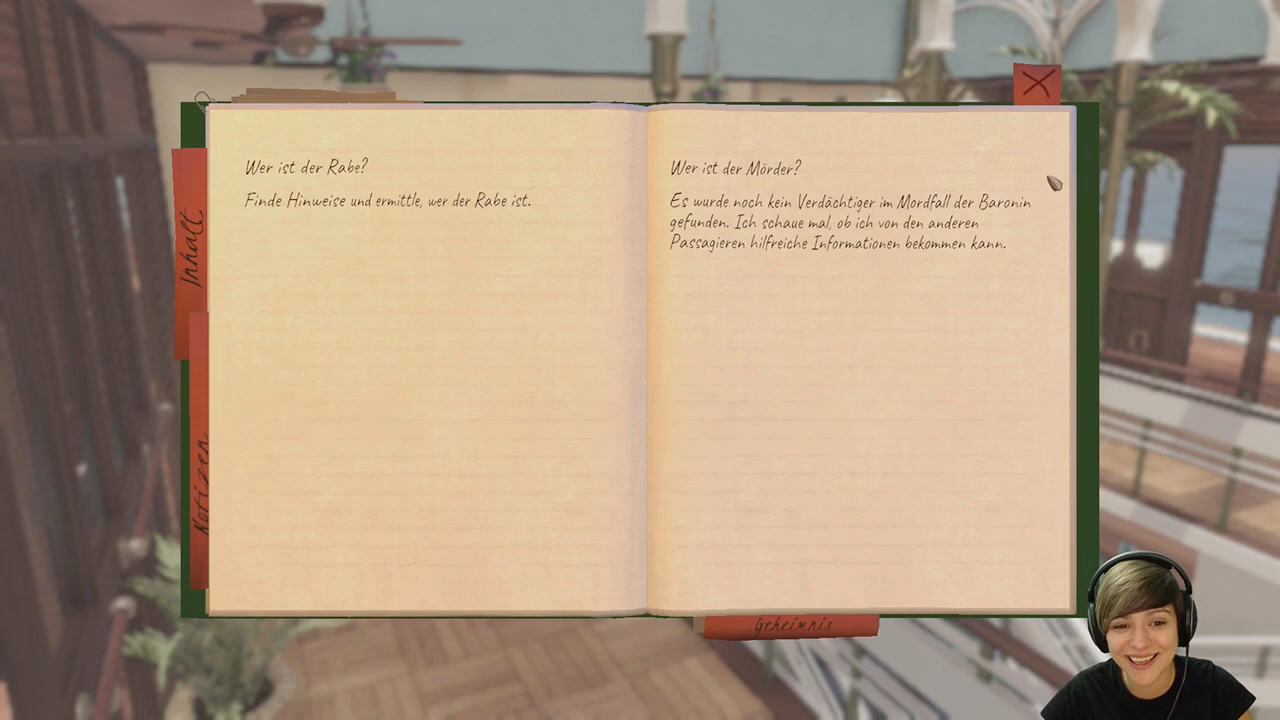 Wer ist der Rabe?
Finde Hinweise und ermittle, wer der Rabe ist.
Wer ist der Mörder?
Es wurde noch kein Verdächtiger im Mordfall der Baronin
gefunden. Ich schaue mal, ob ich von den anderen
Passagieren hilfreiche Informationen bekommen kann.
Inhalt
Notizen
Geheimnis